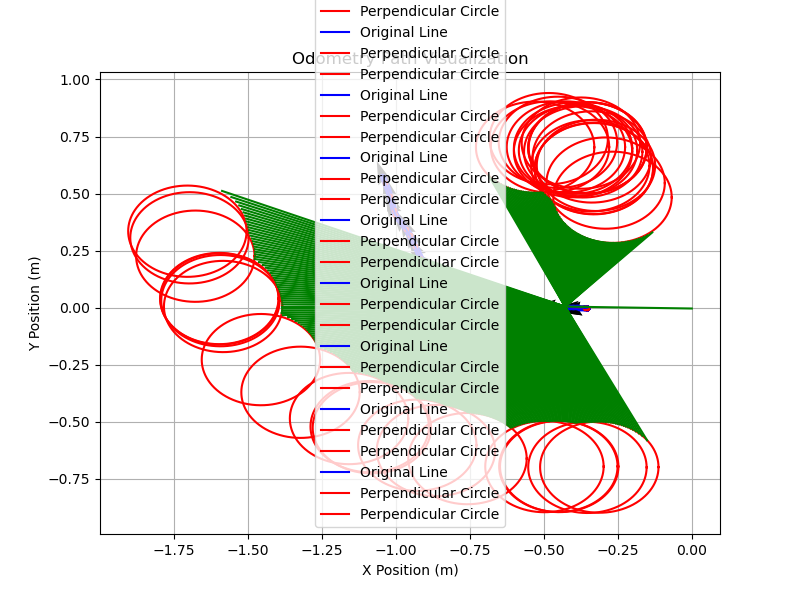 Perpendicular Circle
Original Line
Odometry Path Visualization
Perpendicular Circle
Perpendicular Circle
Original Line
Perpendicular Circle
Perpendicular Circle
Original Line
Perpendicular Circle
Perpendicular Circle
Original Line
Perpendicular Circle
Perpendicular Circle
Original Line
Perpendicular Circle
Perpendicular Circle
Original Line
Perpendicular Circle
Perpendicular Circle
Original Line
Perpendicular Circle
Perpendicular Circle
Original Line
Perpendicular Circle
Perpendicular Circle
1.00
0.75
0.50
0.25
0.00
−0.25
−0.50
−0.75
Y Position (m)
−1.75 −1.50 −1.25 −1.00 −0.75 −0.50 −0.25 0.00
X Position (m)